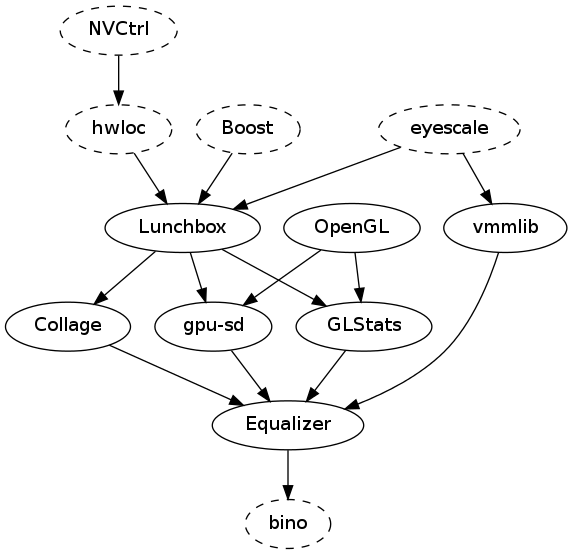 NVCtrl
hwloc
Boost
eyescale
Lunchbox
OpenGL
vmmlib
Collage
gpu-sd
GLStats
Equalizer
bino